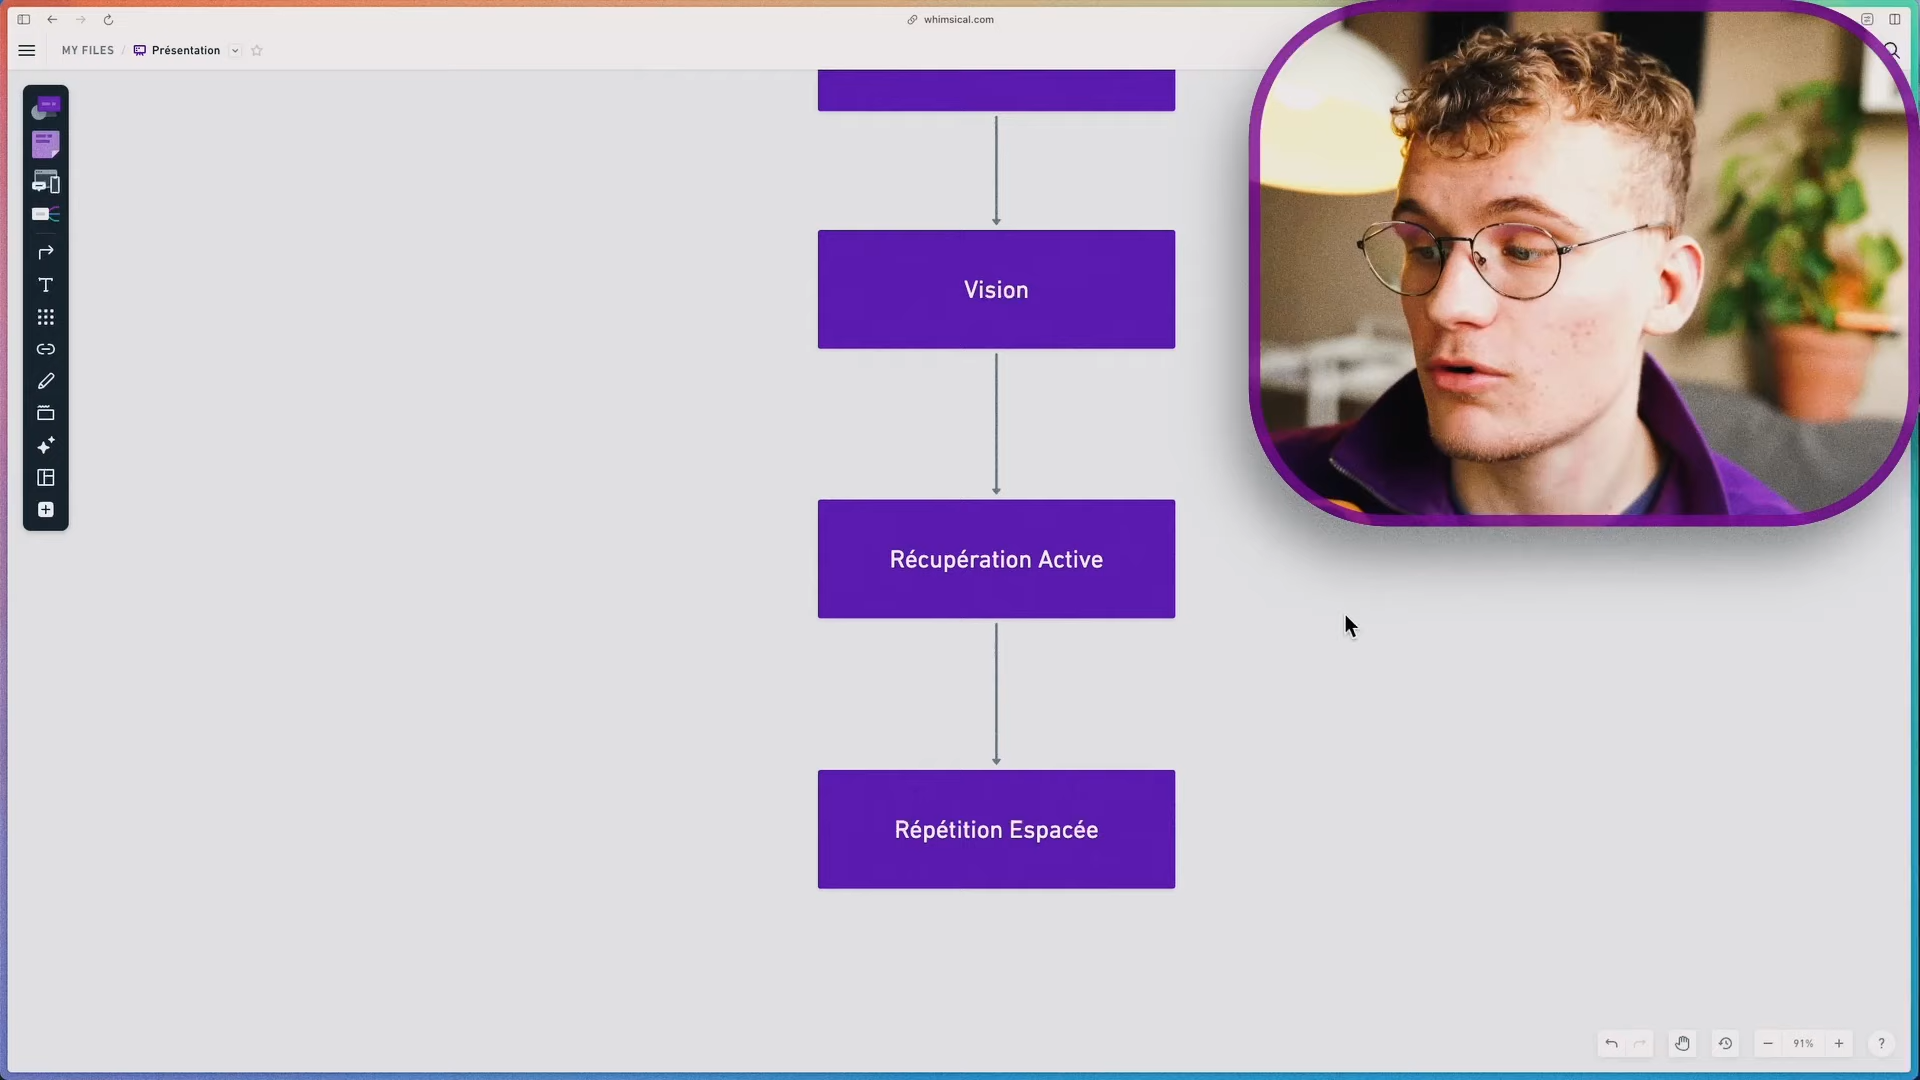 whimsical.com
MY FILES / Présentation
Vision
Récupération Active
Répétition Espacée
91%
?